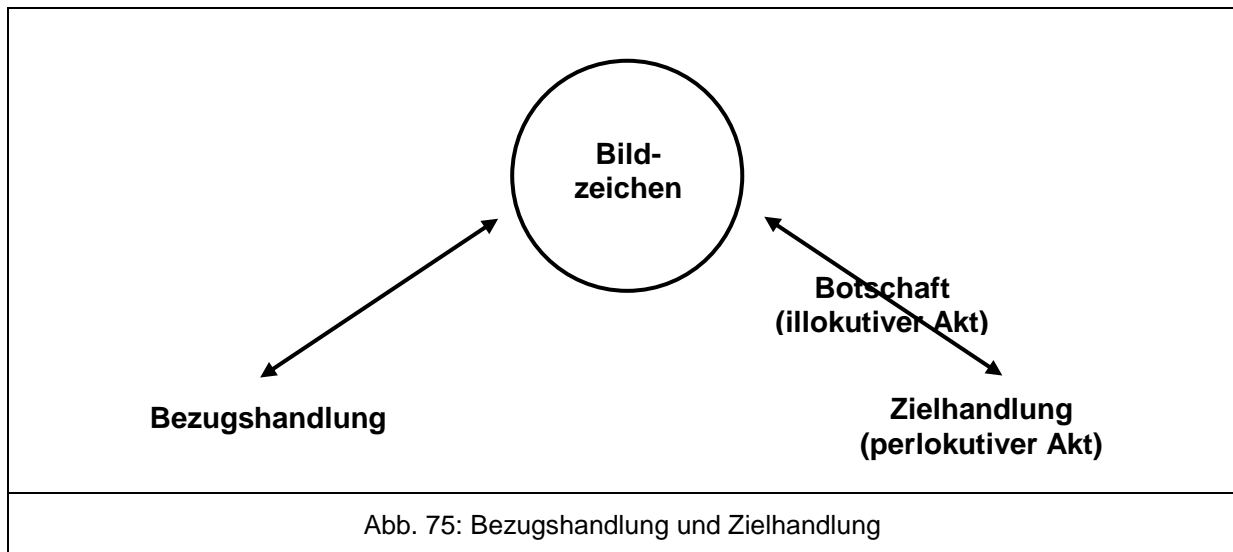 Bild-
zeichen
Botschaft
(illokutiver Akt)
Bezugshandlung
Zielhandlung
(perlokutiver Akt)
Abb. 75: Bezugshandlung und Zielhandlung